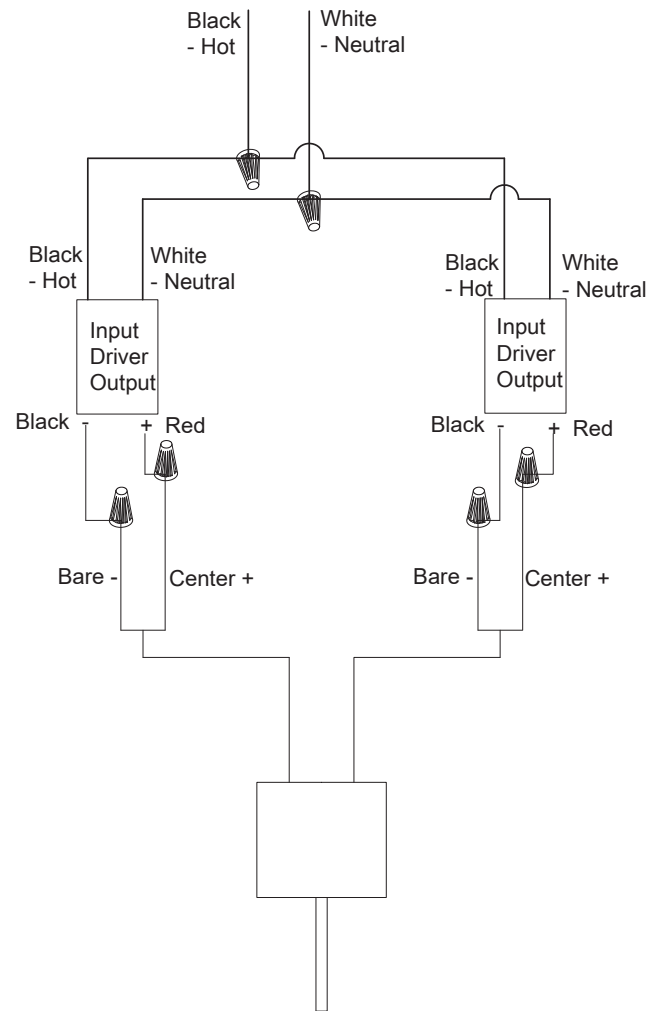 Black
- Hot
White
- Neutral
Black
- Hot
White
- Neutral
Black
- Hot
White
- Neutral
Input
Driver
Output
Input
Driver
Output
Black -
+ Red
Black -
+ Red
Bare -
Center +
Bare -
Center +